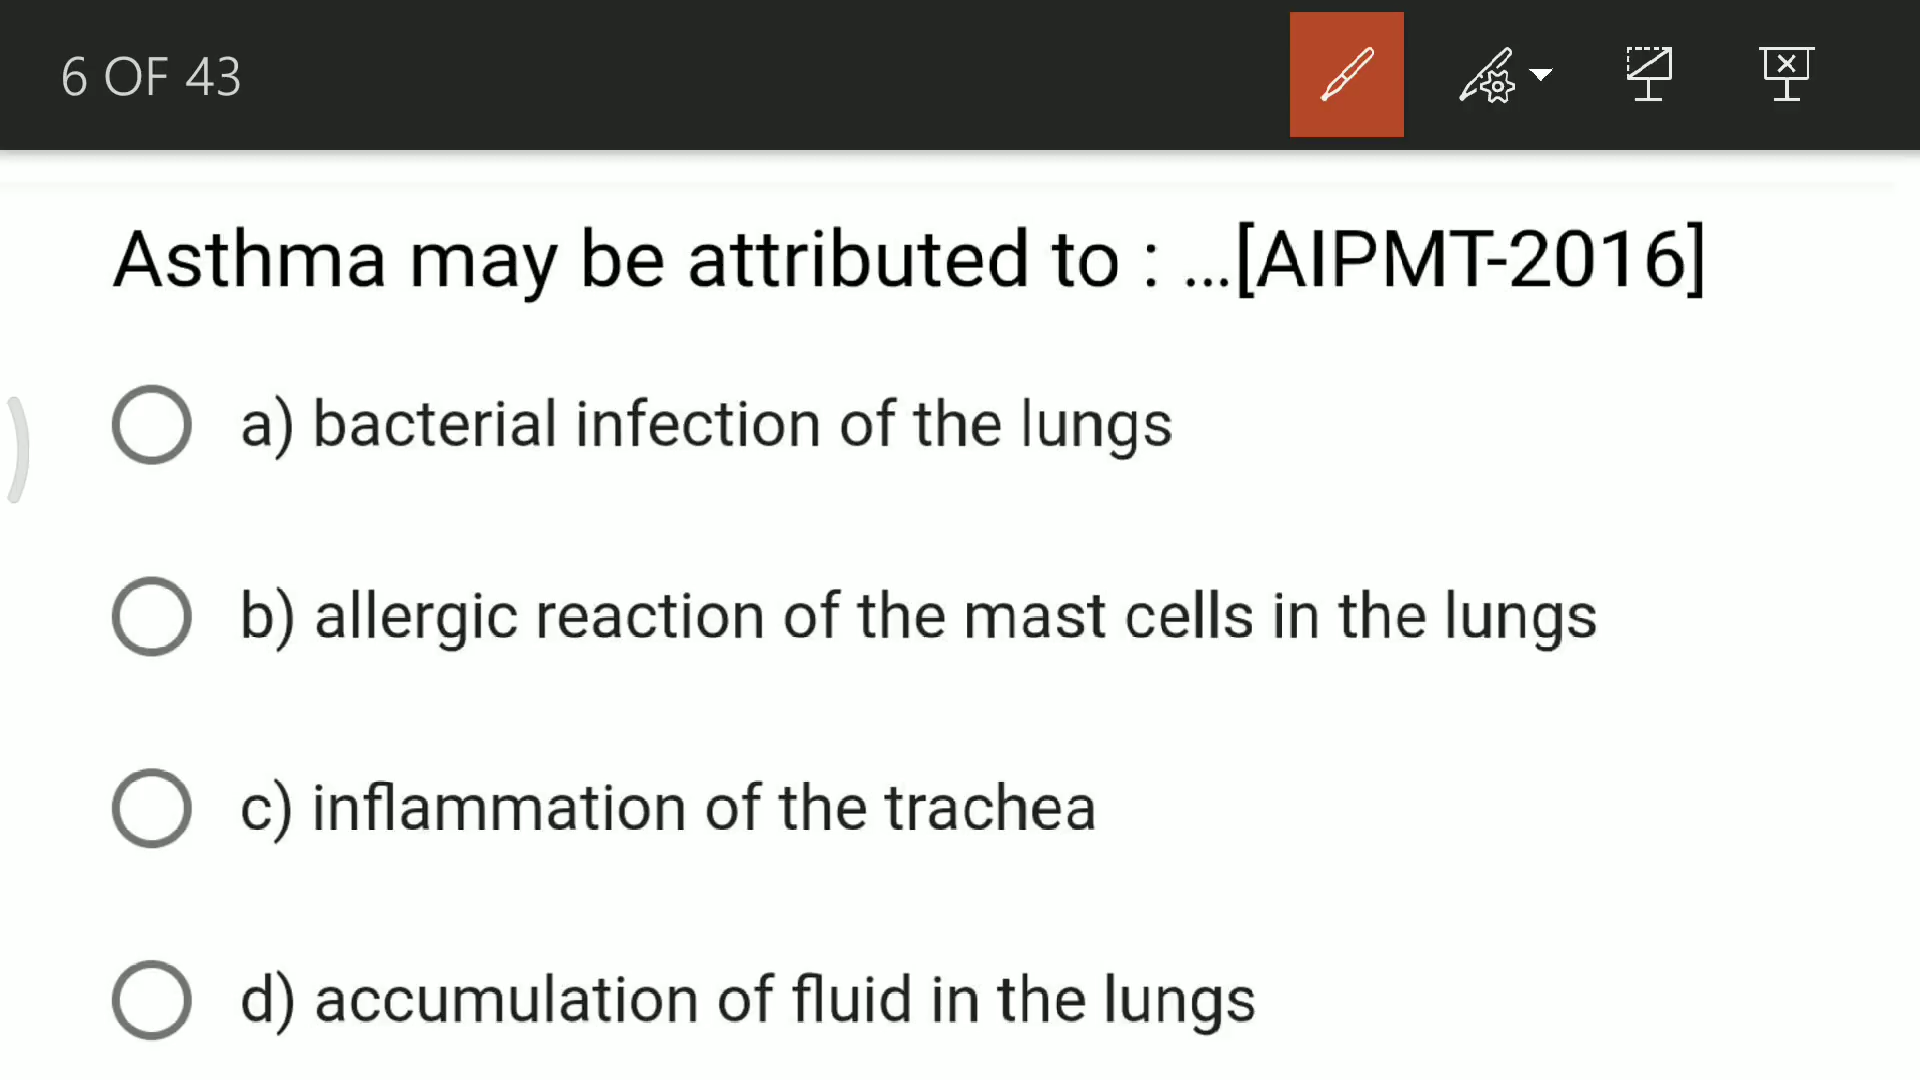 6 OF 43
Asthma may be attributed to : ...[AIPMT-2016]
a) bacterial infection of the lungs
b) allergic reaction of the mast cells in the lungs
c) inflammation of the trachea
d) accumulation of fluid in the lungs